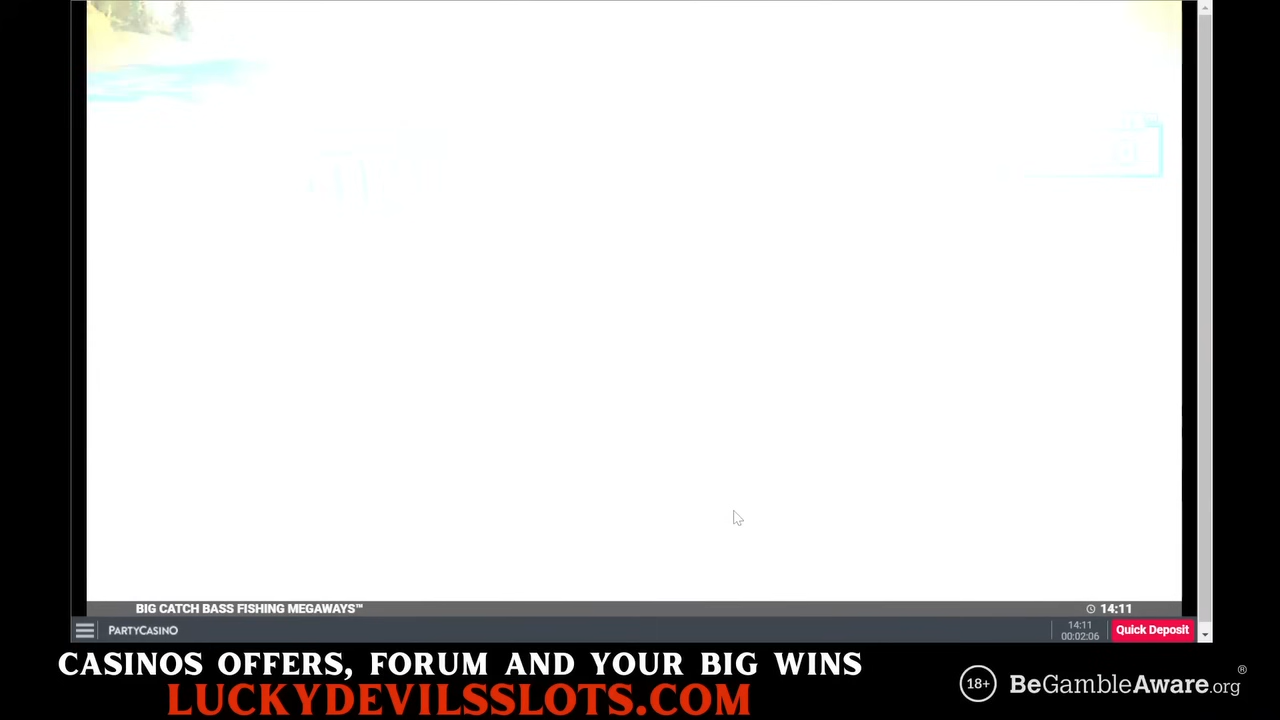 BIG CATCH BASS FISHING MEGAWAYS™
14:11
PARTYCASINO
14:11
00:02:06
Quick Deposit
CASINOS OFFERS, FORUM AND YOUR BIG WINS
LUCKYDEVILSSLOTS.COM
18+
BeGambleAware.org®